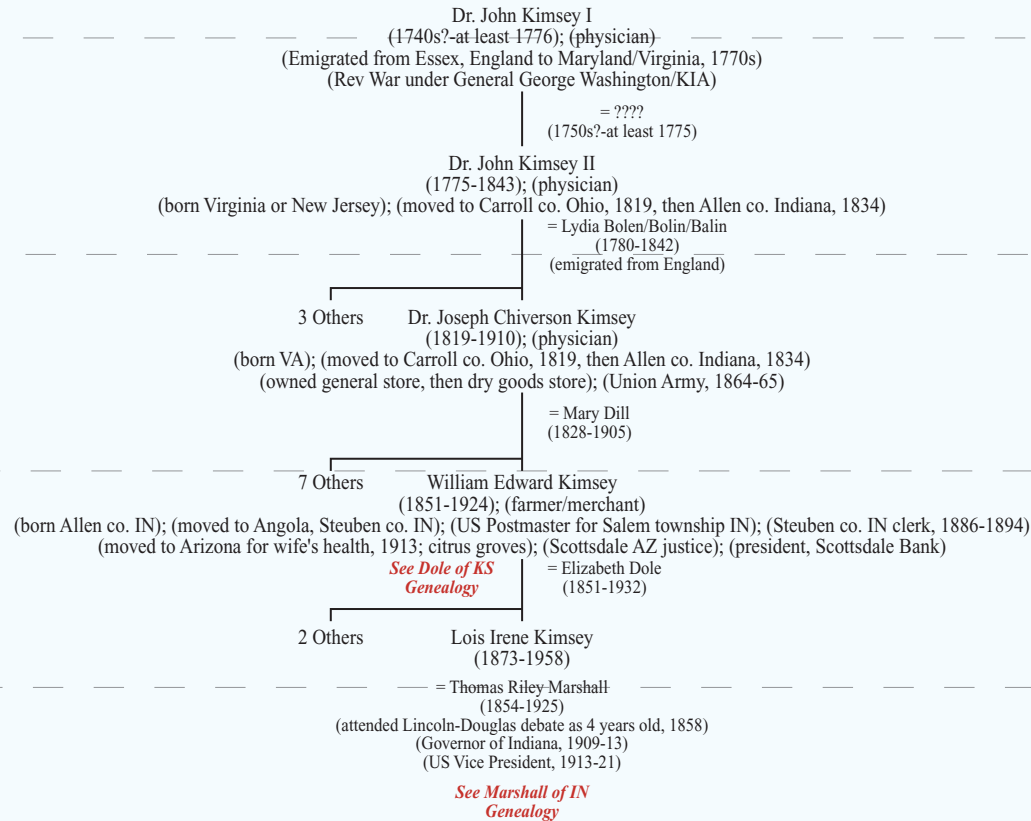 Dr. John Kimsey I
(1740s?-at least 1776); (physician)
(Emigrated from Essex, England to Maryland/Virginia, 1770s)
(Rev War under General George Washington/KIA)
= ????
(1750s?-at least 1775)
Dr. John Kimsey II
(1775-1843); (physician)
(born Virginia or New Jersey); (moved to Carroll co. Ohio, 1819, then Allen co. Indiana, 1834)
= Lydia Bolen/Bolin/Balin
(1780-1842)
(emigrated from England)
3 Others
Dr. Joseph Chiverson Kimsey
(1819-1910); (physician)
(born VA); (moved to Carroll co. Ohio, 1819, then Allen co. Indiana, 1834)
(owned general store, then dry goods store); (Union Army, 1864-65)
= Mary Dill
(1828-1905)
7 Others
William Edward Kimsey
(1851-1924); (farmer/merchant)
(born Allen co. IN); (moved to Angola, Steuben co. IN); (US Postmaster for Salem township IN); (Steuben co. IN clerk, 1886-1894)
(moved to Arizona for wife's health, 1913; citrus groves); (Scottsdale AZ justice); (president, Scottsdale Bank)
See Dole of KS
Genealogy
= Elizabeth Dole
(1851-1932)
2 Others
Lois Irene Kimsey
(1873-1958)
= Thomas Riley Marshall
(1854-1925)
(attended Lincoln-Douglas debate as 4 years old, 1858)
(Governor of Indiana, 1909-13)
(US Vice President, 1913-21)
See Marshall of IN
Genealogy